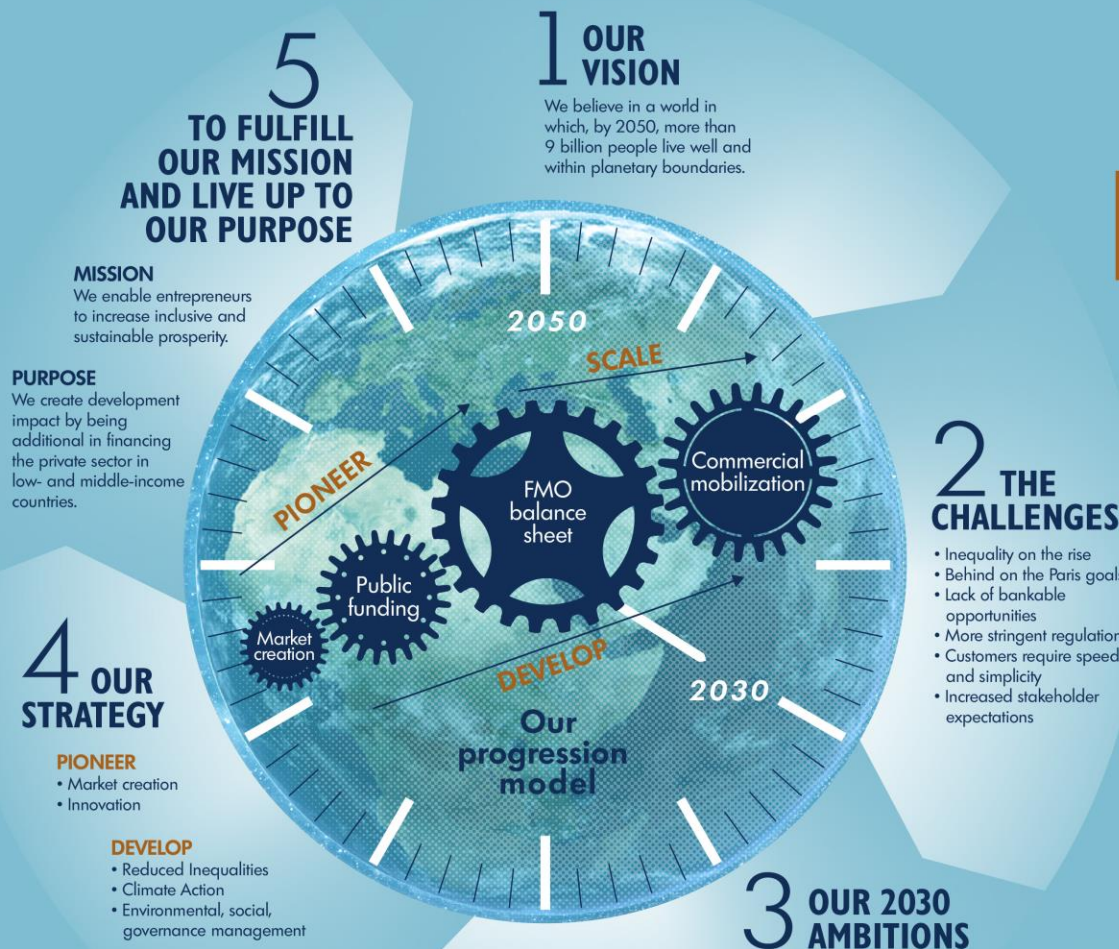 1 OUR
VISION
We believe in a world in
which, by 2050, more than
9 billion people live well and
within planetary boundaries.
2 THE
CHALLENGES
• Inequality on the rise
• Behind on the Paris goals
• Lack of bankable
opportunities
• More stringent regulation
• Customers require speed
and simplicity
• Increased stakeholder
expectations
3 OUR 2030
AMBITIONS
4 OUR
STRATEGY
PIONEER
• Market creation
• Innovation
DEVELOP
• Reduced Inequalities
• Climate Action
• Environmental, social,
governance management
5
TO FULFILL
OUR MISSION
AND LIVE UP TO
OUR PURPOSE
MISSION
We enable entrepreneurs
to increase inclusive and
sustainable prosperity.
PURPOSE
We create development
impact by being
additional in financing
the private sector in
low- and middle-income
countries.
2050
SCALE
PIONEER
Commercial
mobilization
FMO
balance
sheet
Public
funding
Market
creation
DEVELOP
2030
Our
progression
model